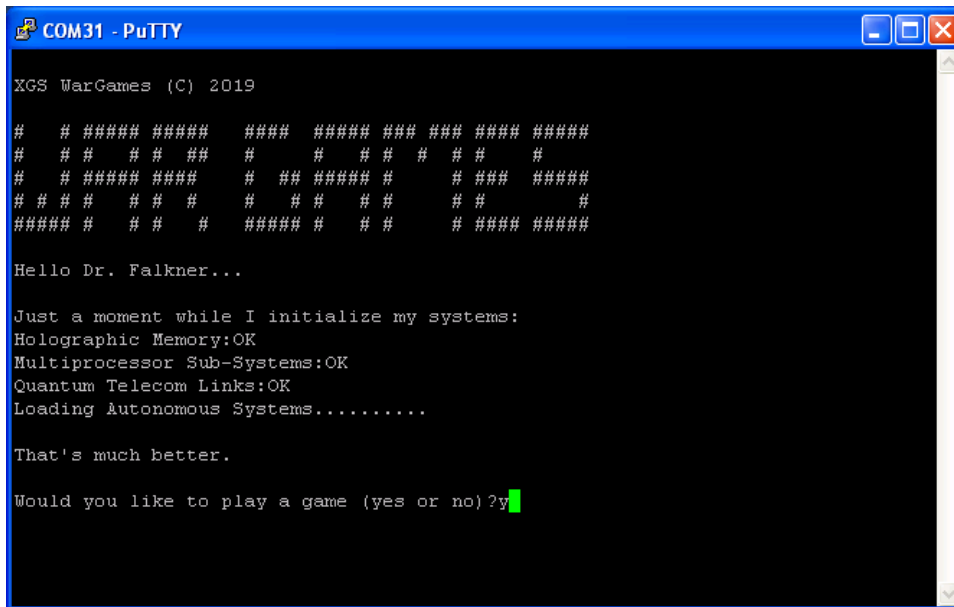 COM31 - PuTTY
XGS WarGames (C) 2019
WAR GAMES
Hello Dr. Falkner...
Just a moment while I initialize my systems:
Holographic Memory:OK
Multiprocessor Sub-Systems:OK
Quantum Telecom Links:OK
Loading Autonomous Systems..........
That's much better.
Would you like to play a game (yes or no)?y